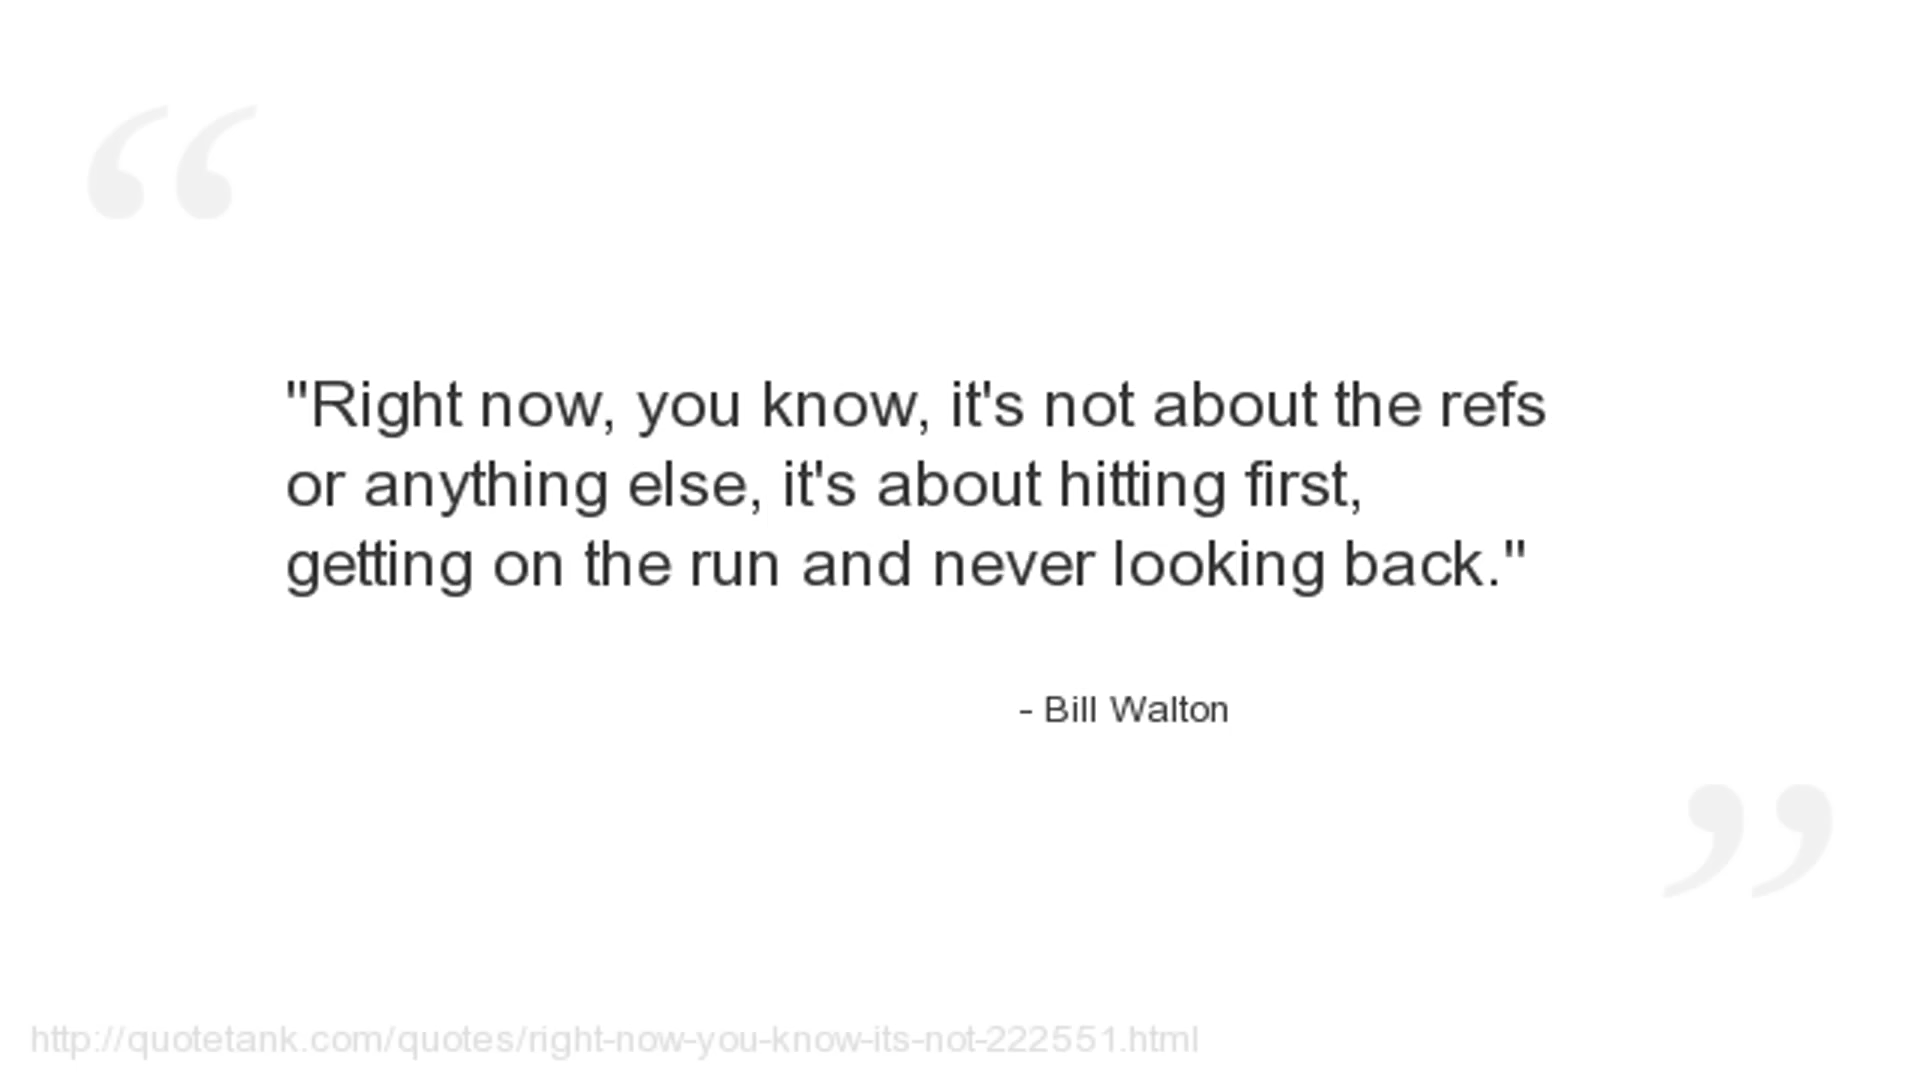 "Right now, you know, it's not about the refs
or anything else, it's about hitting first,
getting on the run and never looking back."
- Bill Walton
http://quotetank.com/quotes/right-now-you-know-its-not-222551.html